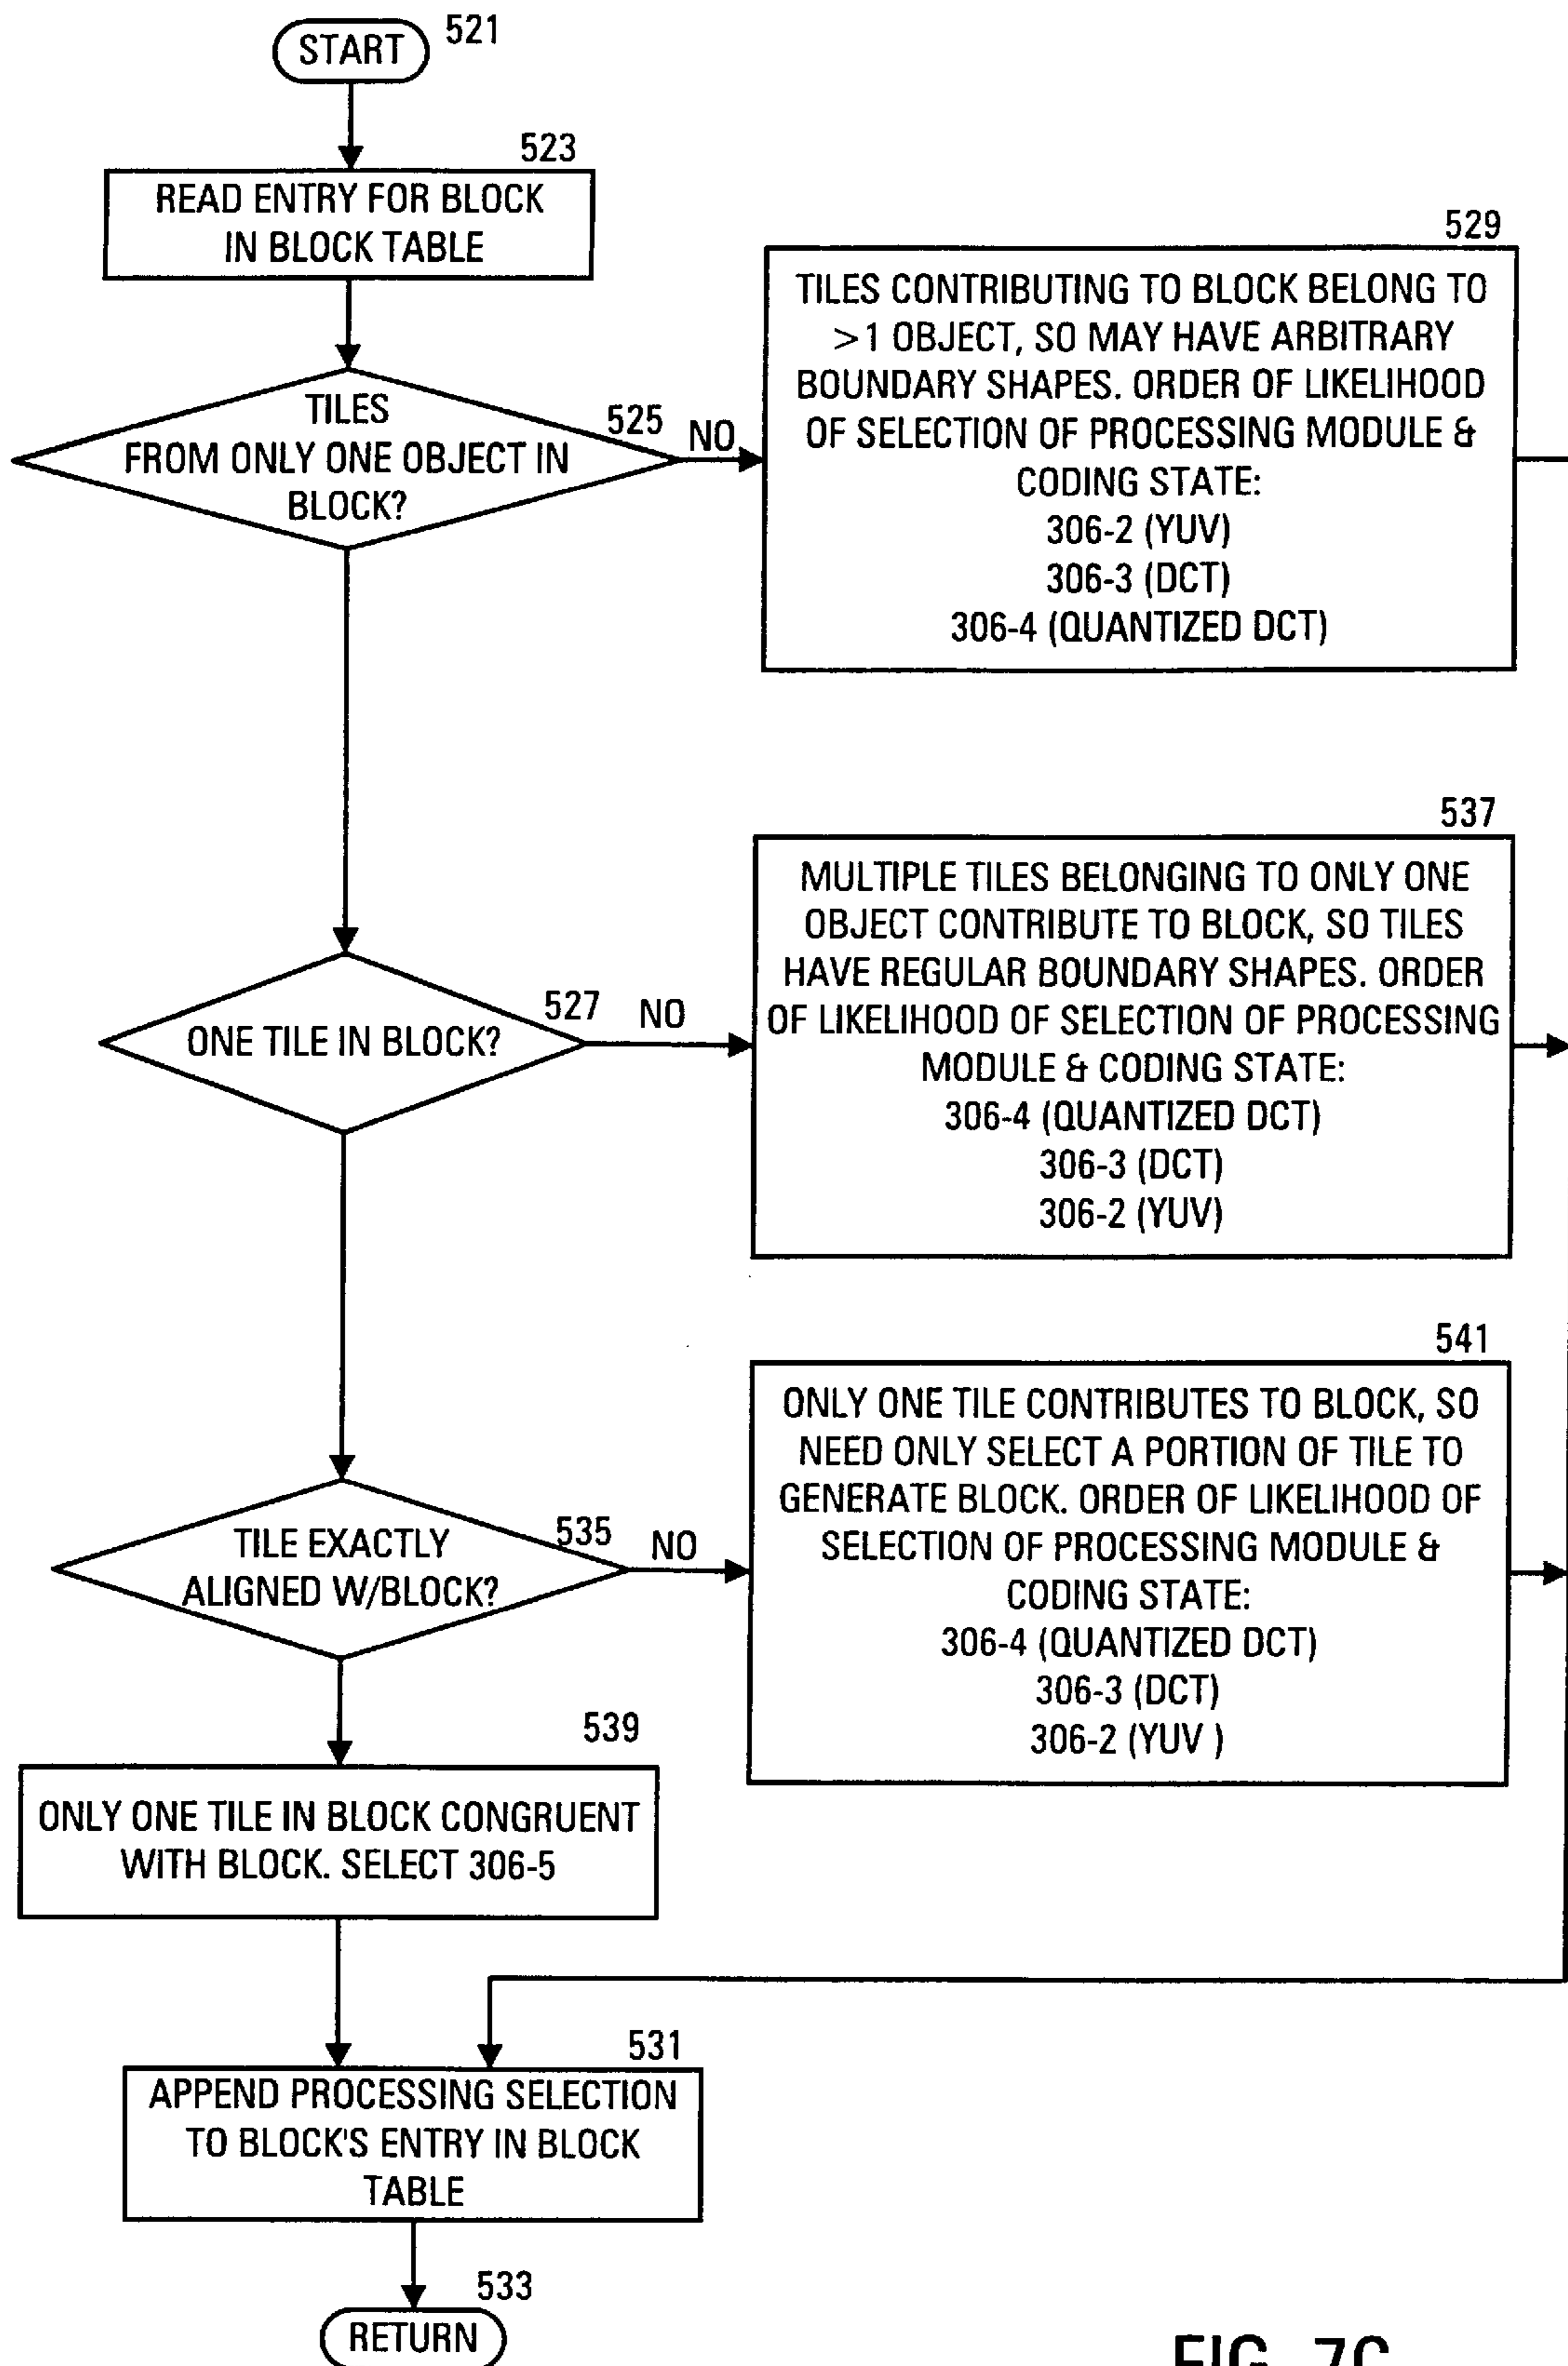 START
521
523
READ ENTRY FOR BLOCK
IN BLOCK TABLE
TILES
FROM ONLY ONE OBJECT IN
BLOCK?
525
NO
529
TILES CONTRIBUTING TO BLOCK BELONG TO
>1 OBJECT, SO MAY HAVE ARBITRARY
BOUNDARY SHAPES. ORDER OF LIKELIHOOD
OF SELECTION OF PROCESSING MODULE &
CODING STATE:
306-2 (YUV)
306-3 (DCT)
306-4 (QUANTIZED DCT)
ONE TILE IN BLOCK?
527
NO
537
MULTIPLE TILES BELONGING TO ONLY ONE
OBJECT CONTRIBUTE TO BLOCK, SO TILES
HAVE REGULAR BOUNDARY SHAPES. ORDER
OF LIKELIHOOD OF SELECTION OF PROCESSING
MODULE & CODING STATE:
306-4 (QUANTIZED DCT)
306-3 (DCT)
306-2 (YUV)
TILE EXACTLY
ALIGNED W/BLOCK?
535
NO
541
ONLY ONE TILE CONTRIBUTES TO BLOCK, SO
NEED ONLY SELECT A PORTION OF TILE TO
GENERATE BLOCK. ORDER OF LIKELIHOOD OF
SELECTION OF PROCESSING MODULE &
CODING STATE:
306-4 (QUANTIZED DCT)
306-3 (DCT)
306-2 (YUV )
539
ONLY ONE TILE IN BLOCK CONGRUENT
WITH BLOCK. SELECT 306-5
531
APPEND PROCESSING SELECTION
TO BLOCK'S ENTRY IN BLOCK
TABLE
533
RETURN
FIG. 7C